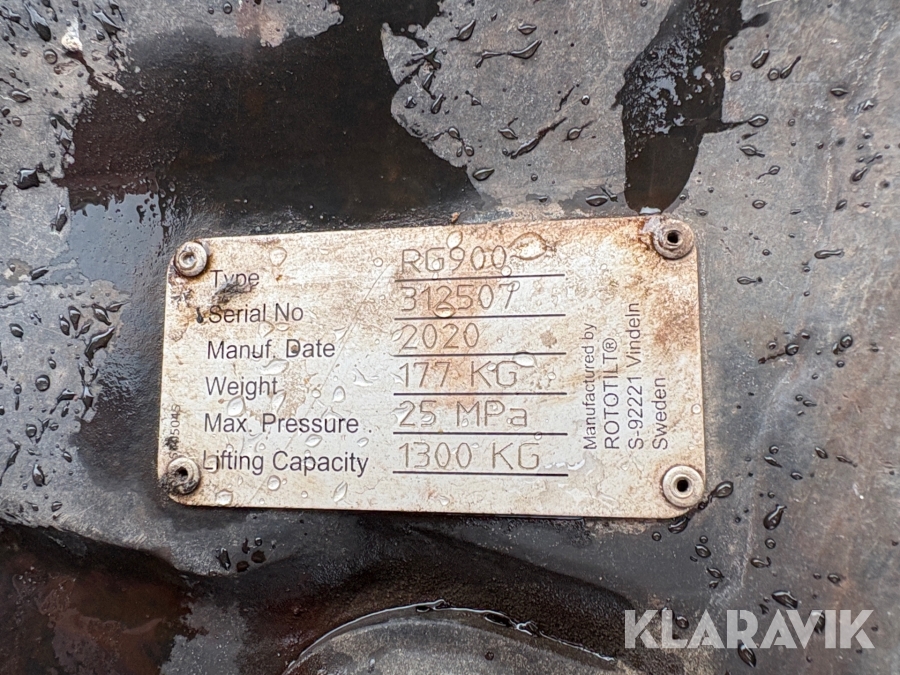 Type RG900
Serial No 312507
Manuf. Date 2020
Weight 177 KG
Max. Pressure 25 MPa
Lifting Capacity 1300 KG
Manufactured by
ROTOTILT®
S-92221 Vindeln
Sweden
KLARAVIK